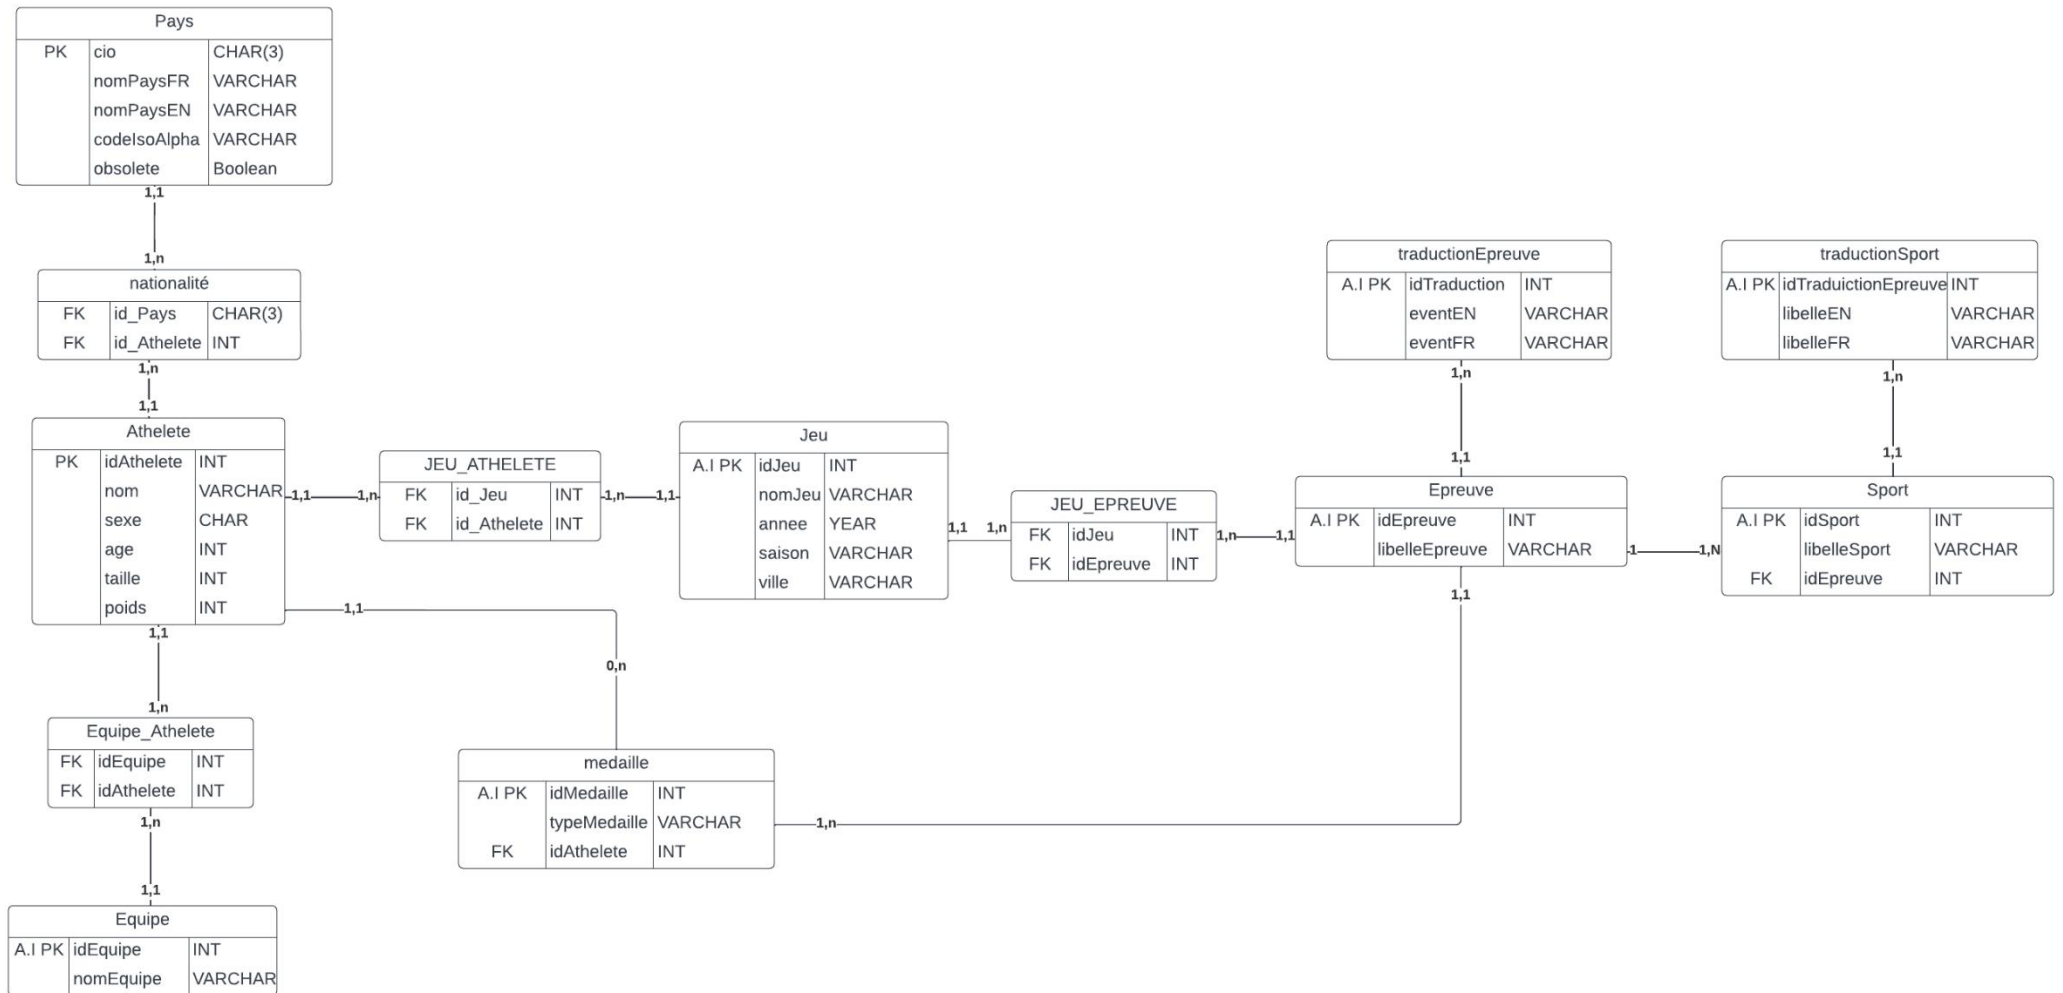 Pays
PK cio CHAR(3)
nomPaysFR VARCHAR
nomPaysEN VARCHAR
codeIsoAlpha VARCHAR
obsolete Boolean
1,1
1,n
nationalité
FK id_Pays CHAR(3)
FK id_Athelete INT
1,n
1,1
Athelete
PK idAthelete INT
nom VARCHAR
sexe CHAR
age INT
taille INT
poids INT
1,1
1,n
JEU_ATHELETE
FK id_Jeu INT
FK id_Athelete INT
1,n
1,1
Jeu
A.I PK idJeu INT
nomJeu VARCHAR
annee YEAR
saison VARCHAR
ville VARCHAR
1,1
1,n
JEU_EPREUVE
FK idJeu INT
FK idEpreuve INT
1,n
1,1
traductionEpreuve
A.I PK idTraduction INT
eventEN VARCHAR
eventFR VARCHAR
1,n
1,1
Epreuve
A.I PK idEpreuve INT
libelleEpreuve VARCHAR
1
1,N
traductionSport
A.I PK idTraduictionEpreuve INT
libelleEN VARCHAR
libelleFR VARCHAR
1,n
1,1
Sport
A.I PK idSport INT
libelleSport VARCHAR
FK idEpreuve INT
1,1
1,1
0,n
medaille
A.I PK idMedaille INT
typeMedaille VARCHAR
FK idAthelete INT
1,n
1,1
1,n
Equipe_Athelete
FK idEquipe INT
FK idAthelete INT
1,n
1,1
Equipe
A.I PK idEquipe INT
nomEquipe VARCHAR